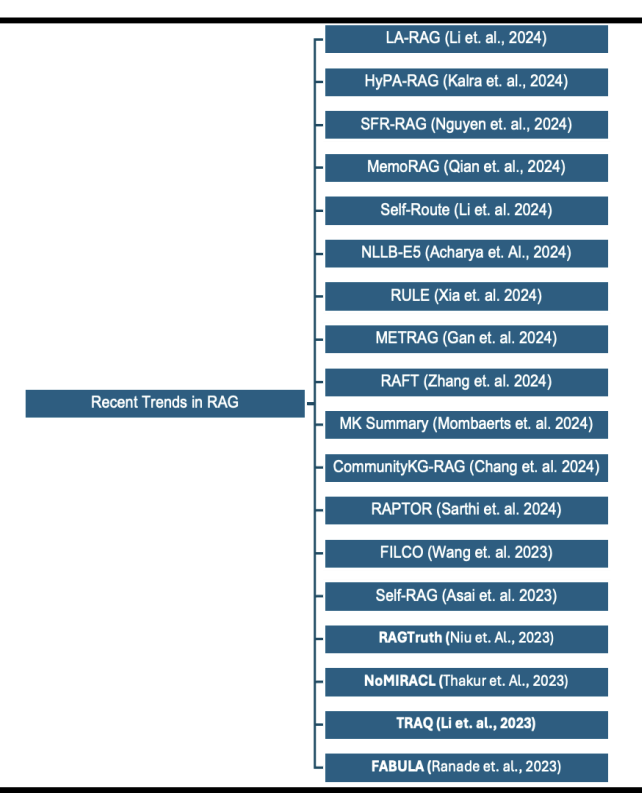 LA-RAG (Li et. al., 2024)
HyPA-RAG (Kalra et. al., 2024)
SFR-RAG (Nguyen et. al., 2024)
MemoRAG (Qian et. al., 2024)
Self-Route (Li et. al. 2024)
NLLB-E5 (Acharya et. Al., 2024)
RULE (Xia et. al. 2024)
METRAG (Gan et. al. 2024)
RAFT (Zhang et. al. 2024)
Recent Trends in RAG
MK Summary (Mombaerts et. al. 2024)
CommunityKG-RAG (Chang et. al. 2024)
RAPTOR (Sarthi et. al. 2024)
FILCO (Wang et. al. 2023)
Self-RAG (Asai et. al. 2023)
RAGTruth (Niu et. Al., 2023)
NoMIRACL (Thakur et. Al., 2023)
TRAQ (Li et. al., 2023)
FABULA (Ranade et. al., 2023)